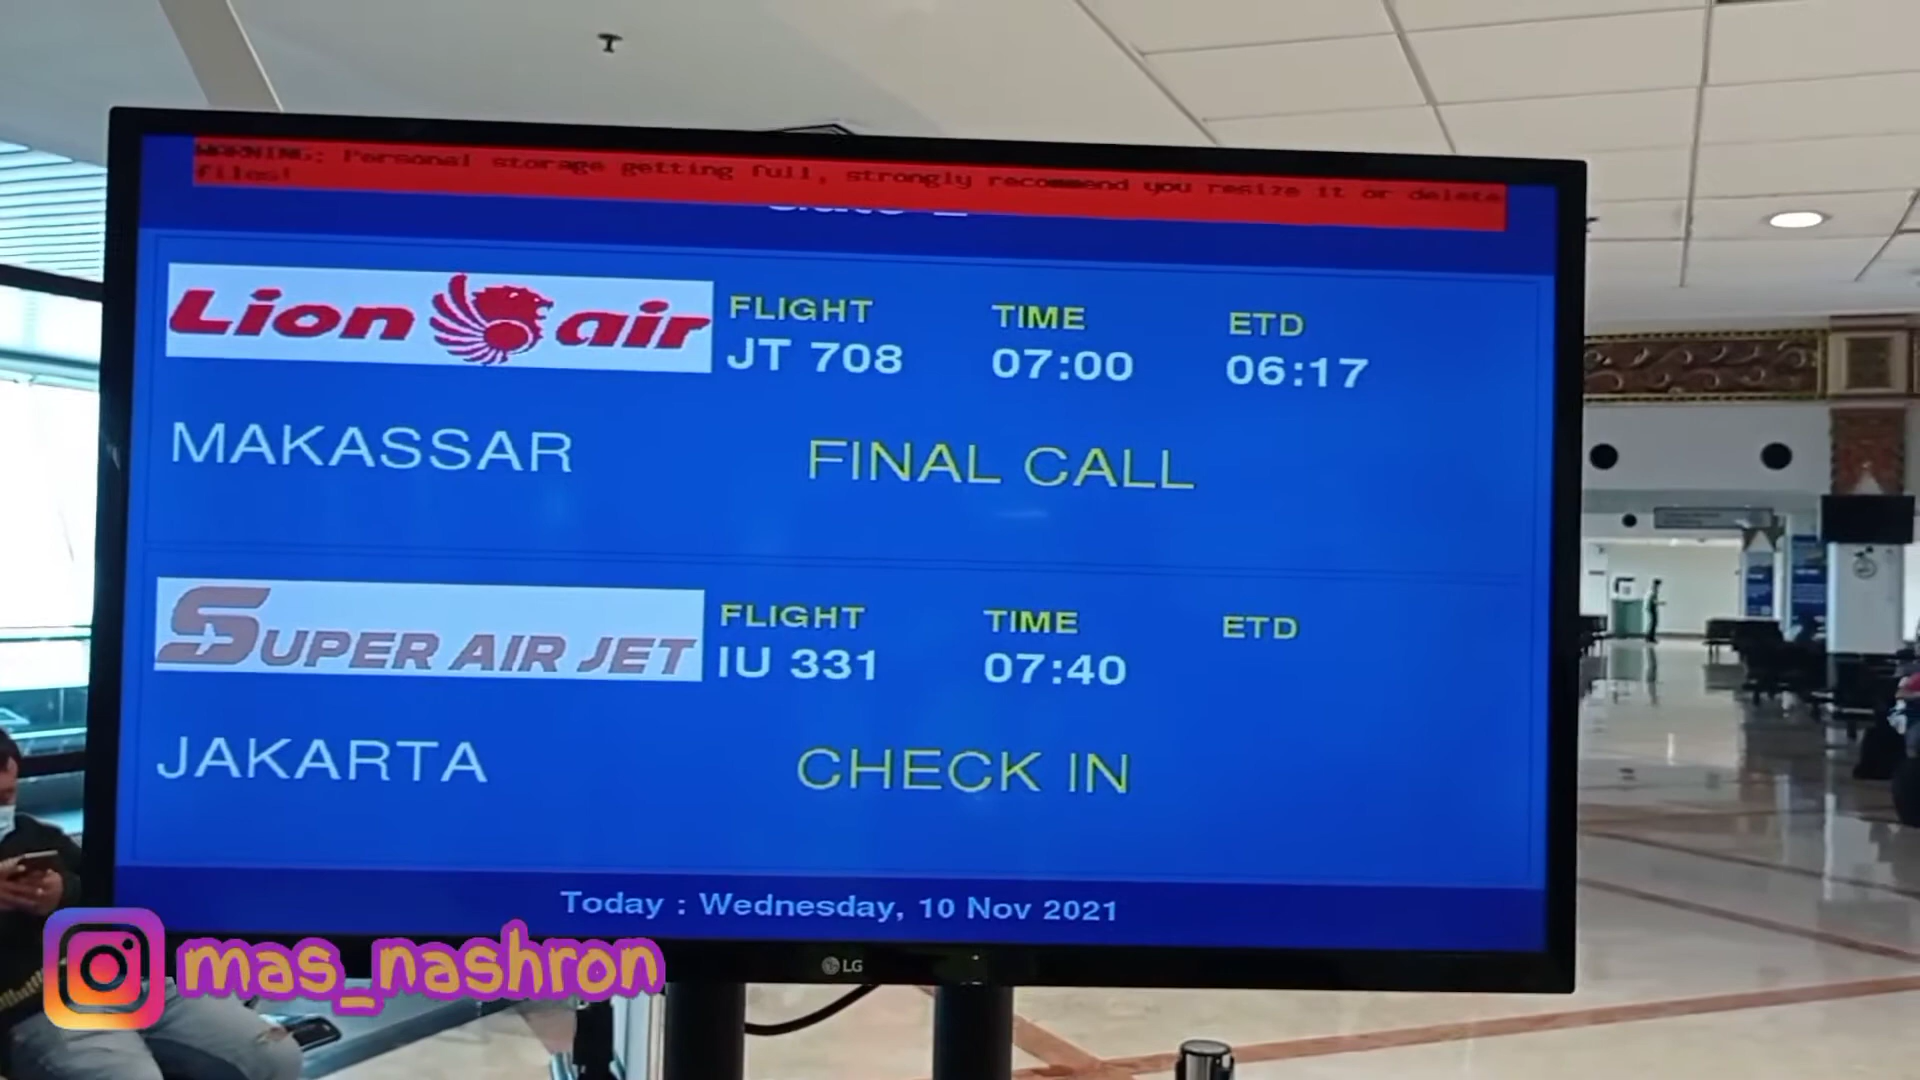 WARNING: Personal storage getting full, strongly recommend you resize it or delete
files!
Lion air
FLIGHT TIME ETD
JT 708 07:00 06:17
MAKASSAR FINAL CALL
SUPER AIR JET
FLIGHT TIME ETD
IU 331 07:40
JAKARTA CHECK IN
Today : Wednesday, 10 Nov 2021
LG
mas_nashron